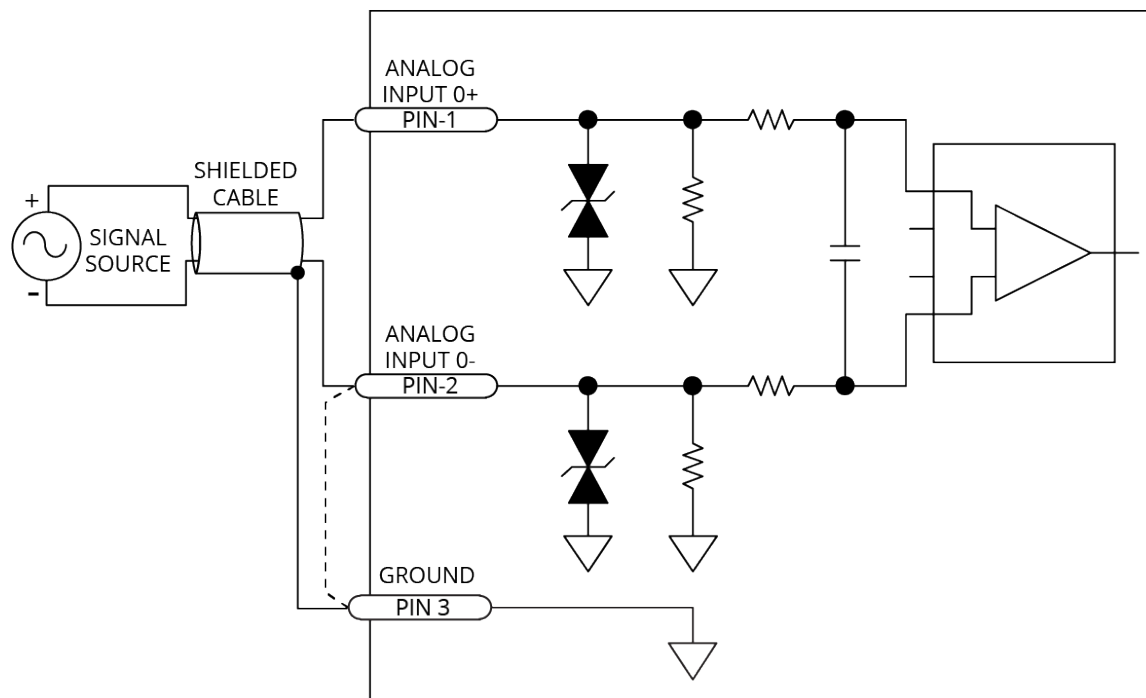 ANALOG
INPUT 0+
PIN-1
SHIELDED
CABLE
+
SIGNAL
SOURCE
-
ANALOG
INPUT 0-
PIN-2
GROUND
PIN 3